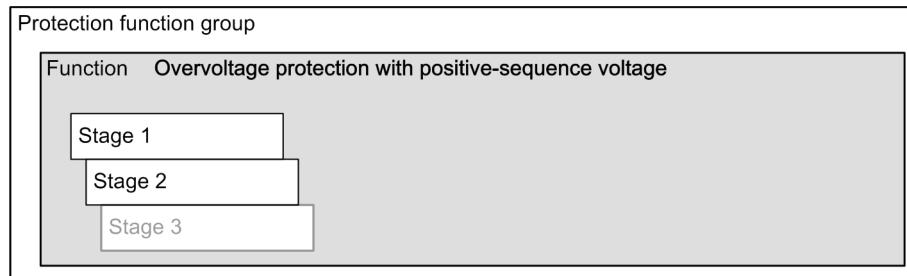 Protection function group
Function Overvoltage protection with positive-sequence voltage
Stage 1
Stage 2
Stage 3